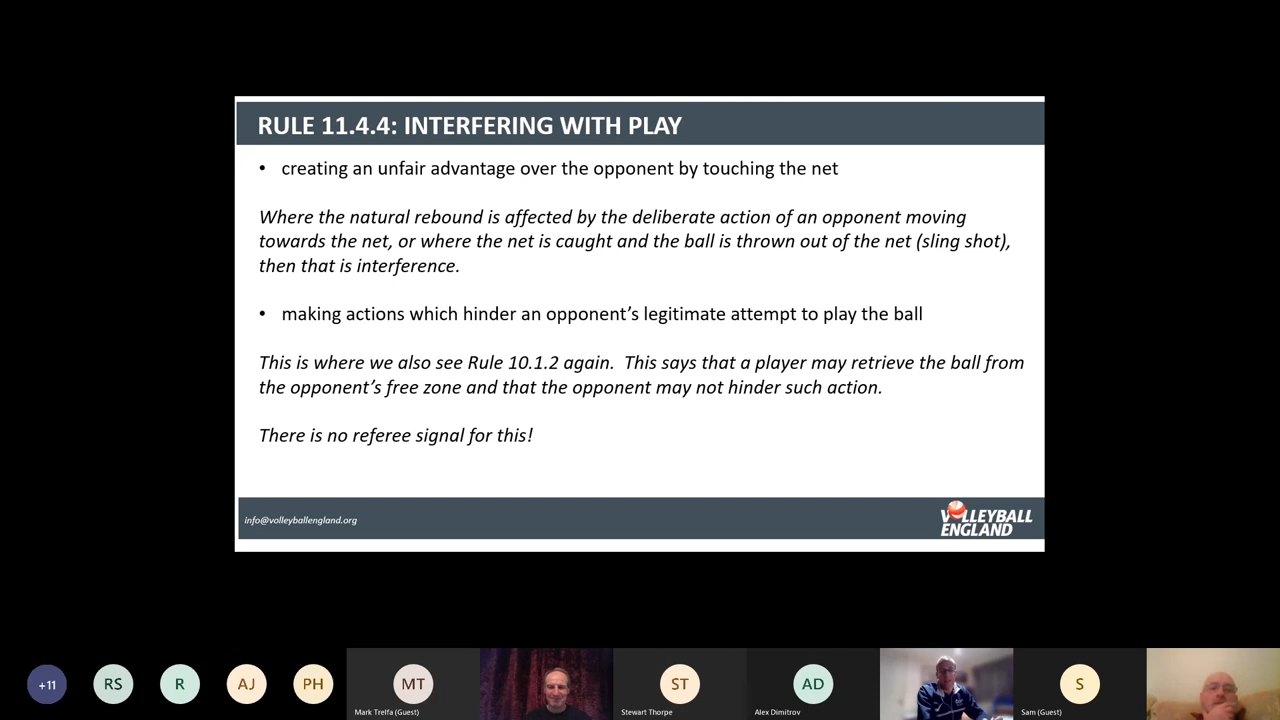 RULE 11.4.4: INTERFERING WITH PLAY
• creating an unfair advantage over the opponent by touching the net
Where the natural rebound is affected by the deliberate action of an opponent moving
towards the net, or where the net is caught and the ball is thrown out of the net (sling shot),
then that is interference.
• making actions which hinder an opponent’s legitimate attempt to play the ball
This is where we also see Rule 10.1.2 again.  This says that a player may retrieve the ball from
the opponent’s free zone and that the opponent may not hinder such action.
There is no referee signal for this!
info@volleyballengland.org
VOLLEYBALL
ENGLAND
+11
RS
R
AJ
PH
MT
Mark Trelfa (Guest)
ST
Stewart Thorpe
AD
Alex Dimitrov
S
Sam (Guest)